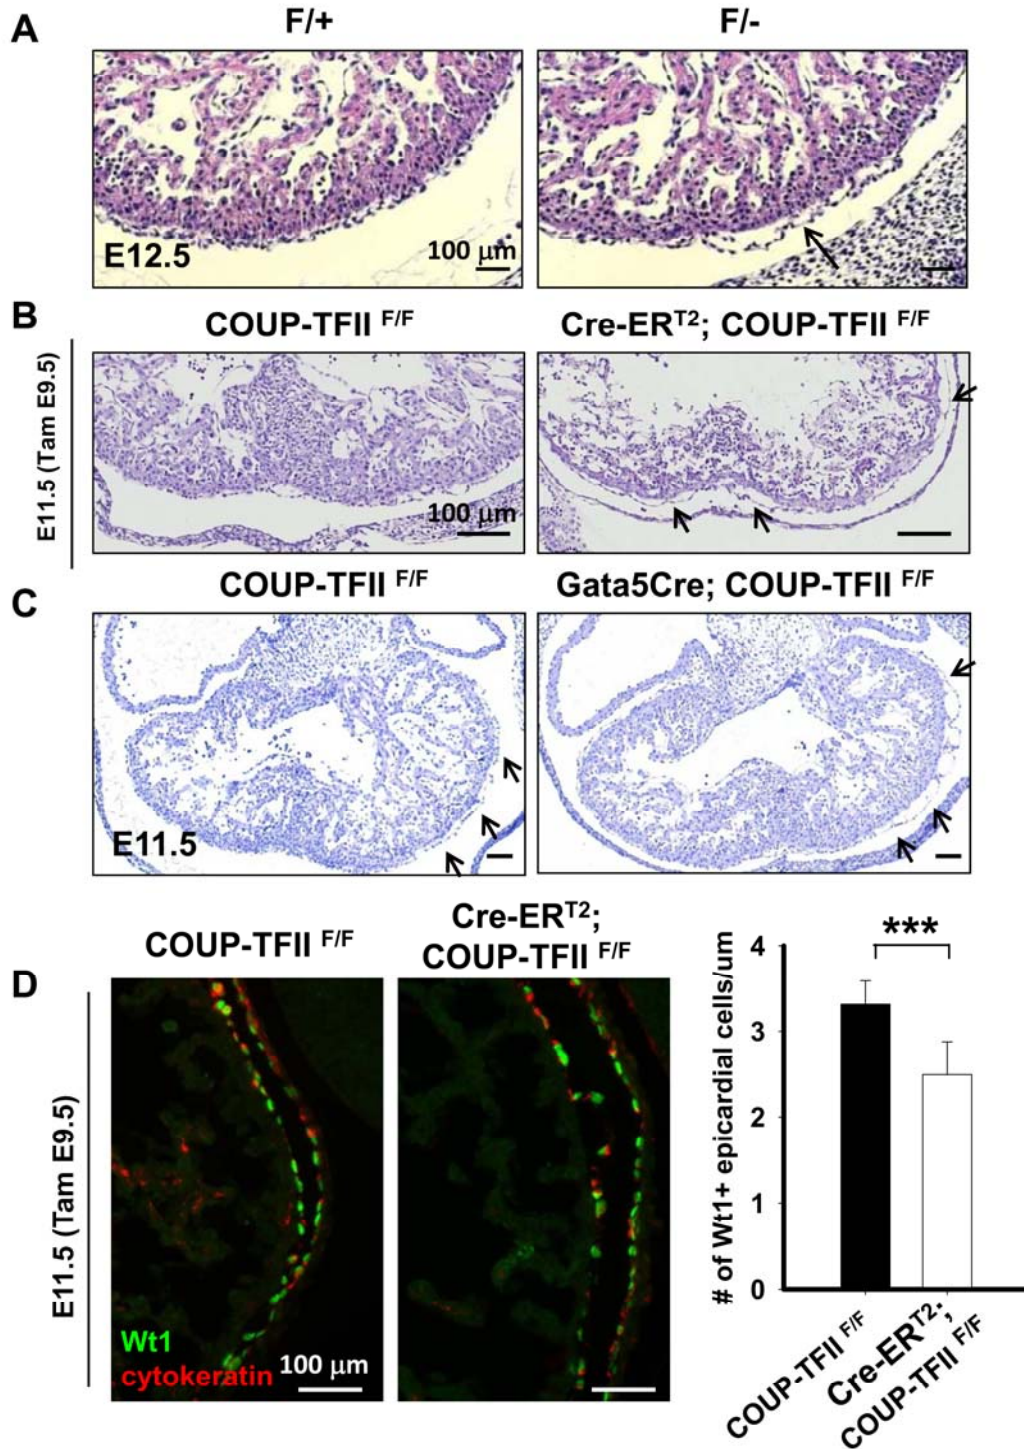 A
F/+
F/-
E12.5
100 µm
B
COUP-TFII F/F
Cre-ERT2; COUP-TFII F/F
E11.5 (Tam E9.5)
100 µm
C
COUP-TFII F/F
Gata5Cre; COUP-TFII F/F
E11.5
D
COUP-TFII F/F
Cre-ERT2;
COUP-TFII F/F
E11.5 (Tam E9.5)
Wt1
cytokeratin
100 µm
# of Wt1+ epicardial cells/um
4
3
2
1
0
***
COUP-TFII F/F
Cre-ERT2;
COUP-TFII F/F